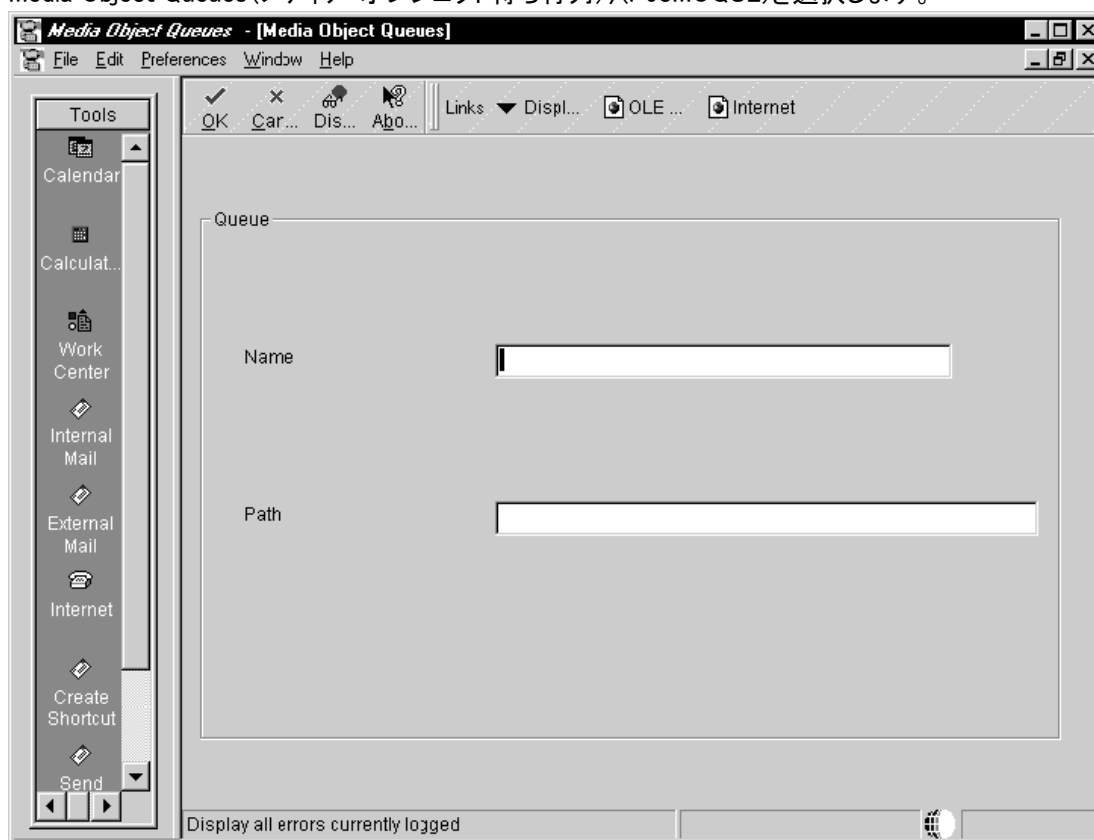 Media Object Queues - [Media Object Queues]
File Edit Preferences Window Help
Tools
OK Can... Dis... Abo... Links Displ... OLE ... Internet
Calendar
Calculat...
Work
Center
Internal
Mail
External
Mail
Internet
Create
Shortcut
Send
Queue
Name
Path
Display all errors currently logged